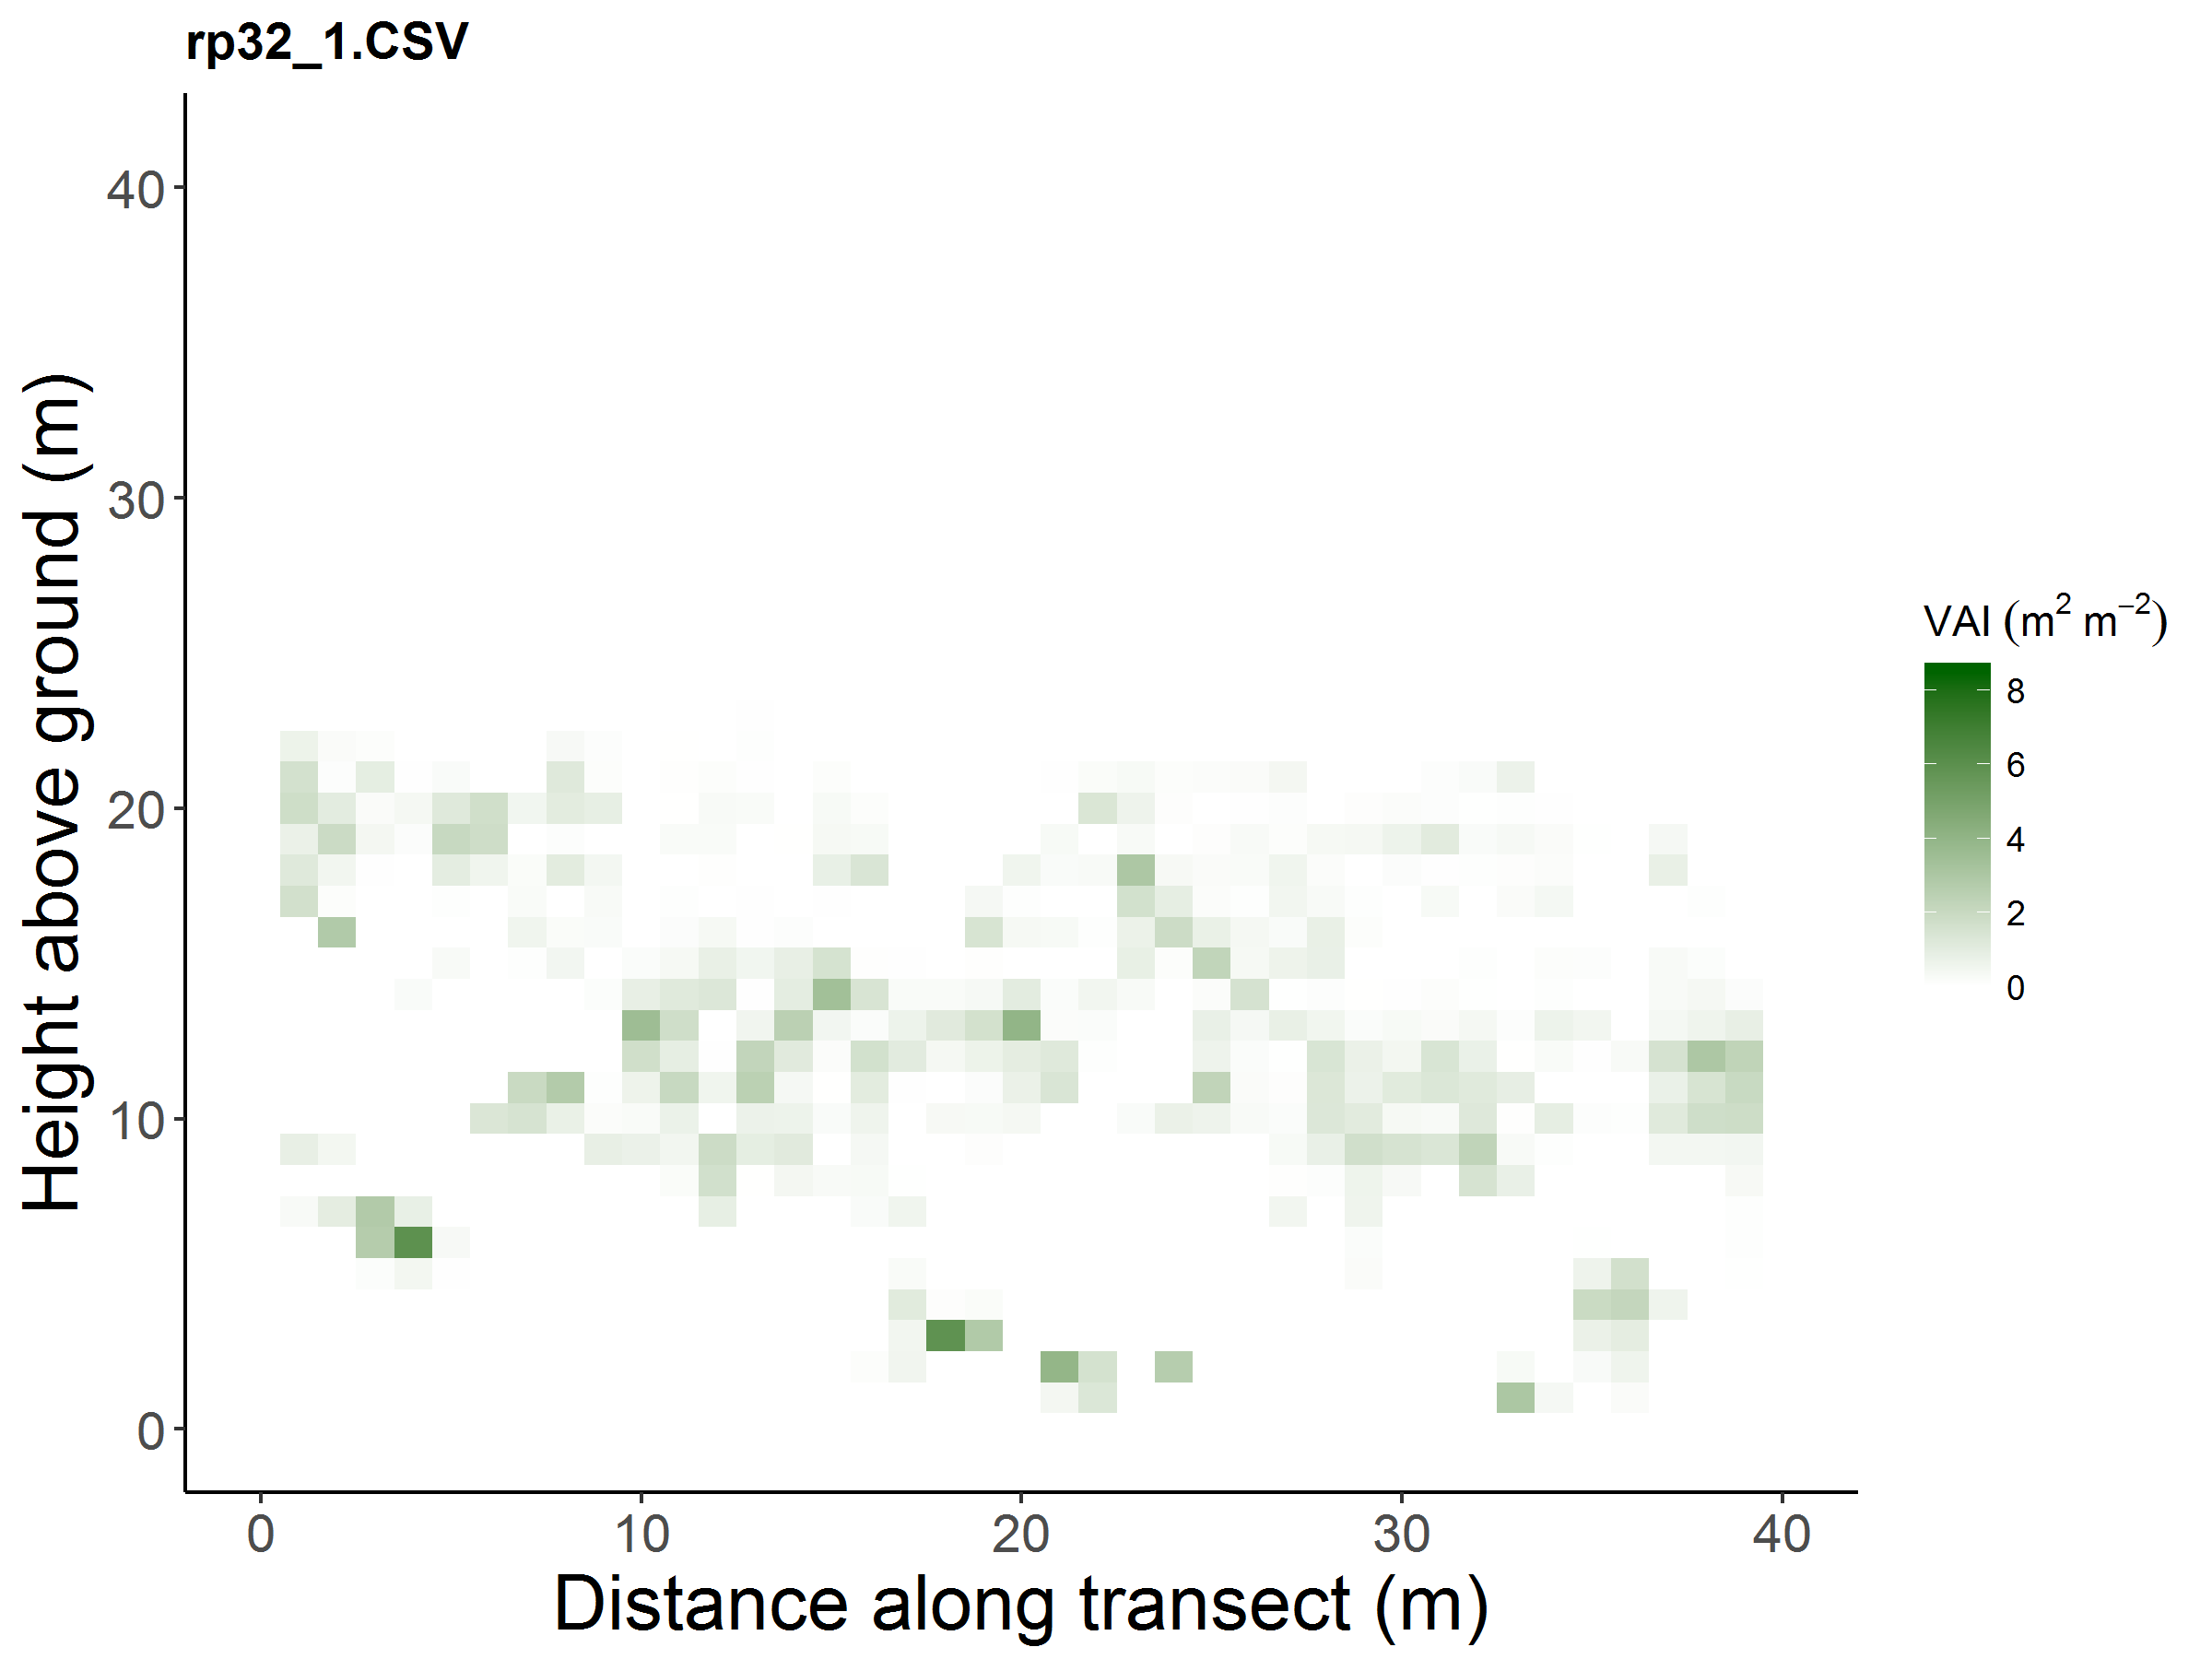 rp32_1.CSV
Height above ground (m)
40
30
20
10
0
0 10 20 30 40
Distance along transect (m)
VAI (m² m⁻²)
8
6
4
2
0